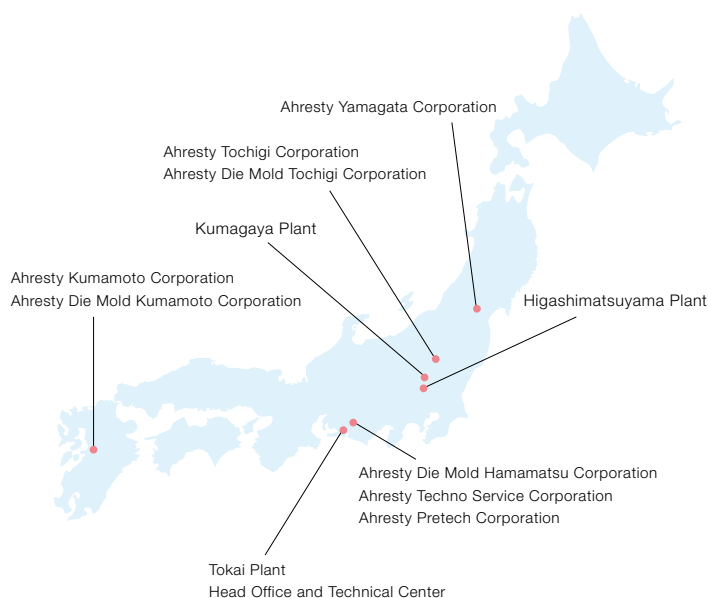 Ahresty Yamagata Corporation
Ahresty Tochigi Corporation
Ahresty Die Mold Tochigi Corporation
Kumagaya Plant
Ahresty Kumamoto Corporation
Ahresty Die Mold Kumamoto Corporation
Higashimatsuyama Plant
Ahresty Die Mold Hamamatsu Corporation
Ahresty Techno Service Corporation
Ahresty Pretech Corporation
Tokai Plant
Head Office and Technical Center